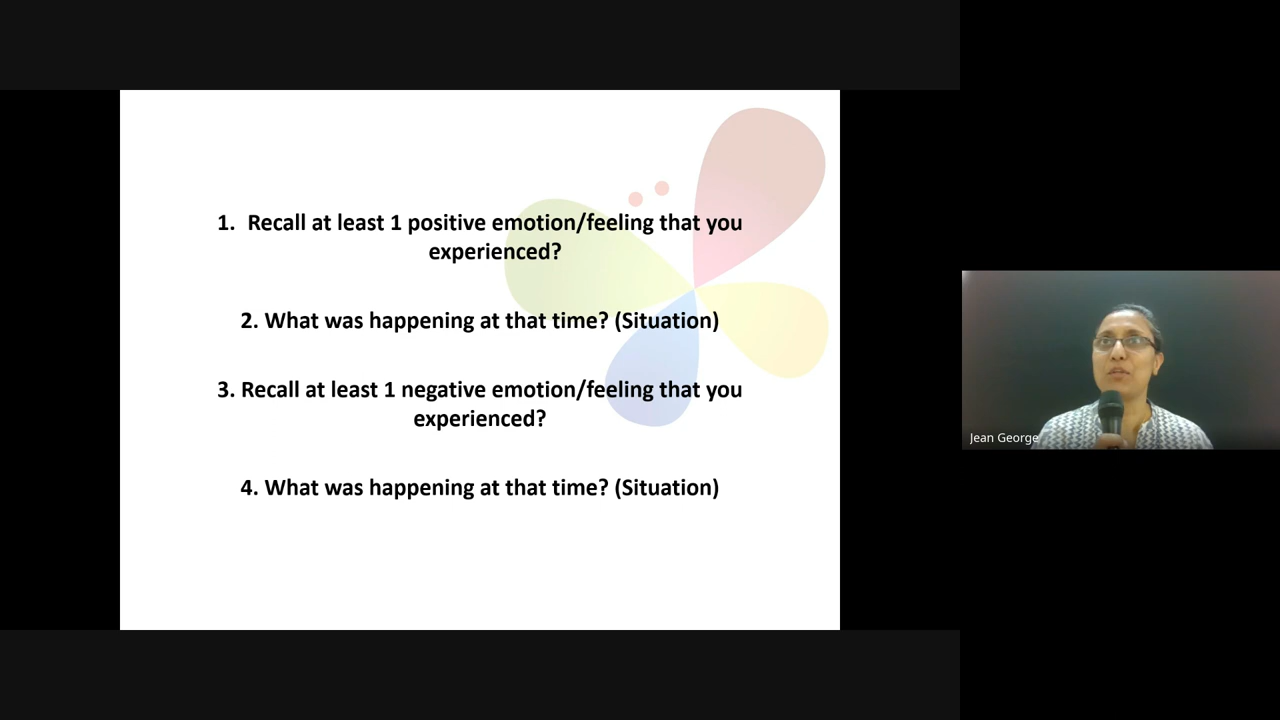 1. Recall at least 1 positive emotion/feeling that you
experienced?
2. What was happening at that time? (Situation)
3. Recall at least 1 negative emotion/feeling that you
experienced?
4. What was happening at that time? (Situation)
Jean George